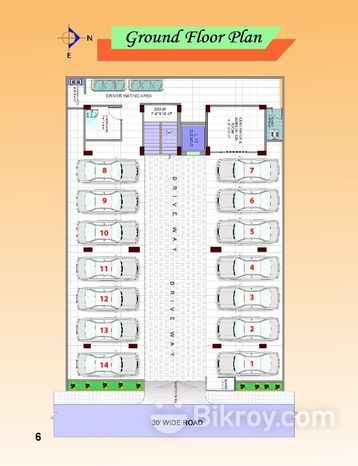 N
E
Ground Floor Plan
DRIVER WAITING AREA
STAIR
LIFT
8
7
9
6
10
5
11
4
12
3
13
2
14
1
DRIVE WAY
DRIVE WAY
30' WIDE ROAD
6
Bikroy.com